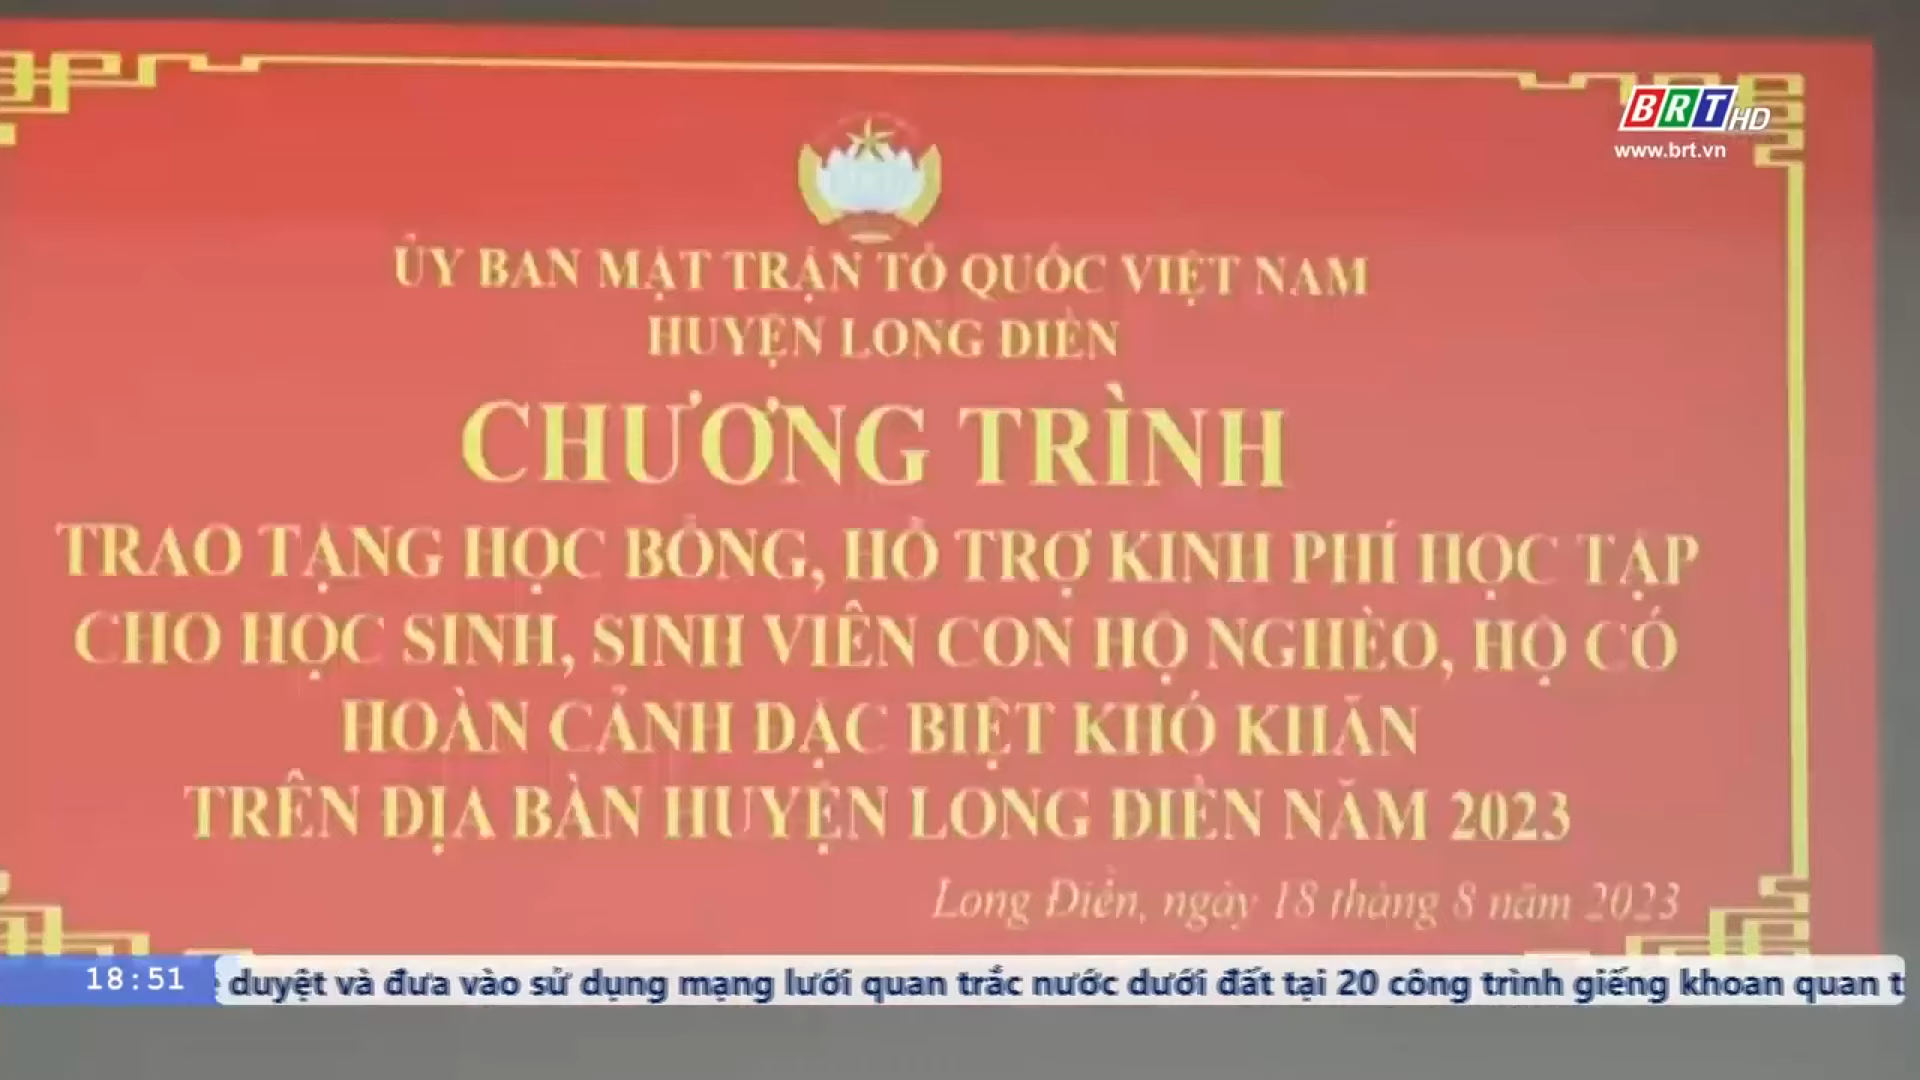 BRT HD
www.brt.vn
ỦY BAN MẶT TRẬN TỔ QUỐC VIỆT NAM
HUYỆN LONG ĐIỀN
CHƯƠNG TRÌNH
TRAO TẶNG HỌC BỔNG, HỖ TRỢ KINH PHÍ HỌC TẬP
CHO HỌC SINH, SINH VIÊN CON HỘ NGHÈO, HỘ CÓ
HOÀN CẢNH ĐẶC BIỆT KHÓ KHĂN
TRÊN ĐỊA BÀN HUYỆN LONG ĐIỀN NĂM 2023
Long Điền, ngày 18 tháng 8 năm 2023
18:51 duyệt và đưa vào sử dụng mạng lưới quan trắc nước dưới đất tại 20 công trình giếng khoan quan t